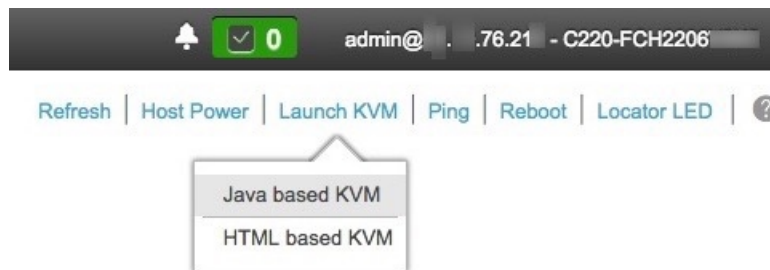 0 admin@ . .76.21 - C220-FCH2206
Refresh | Host Power | Launch KVM | Ping | Reboot | Locator LED | ?
Java based KVM
HTML based KVM